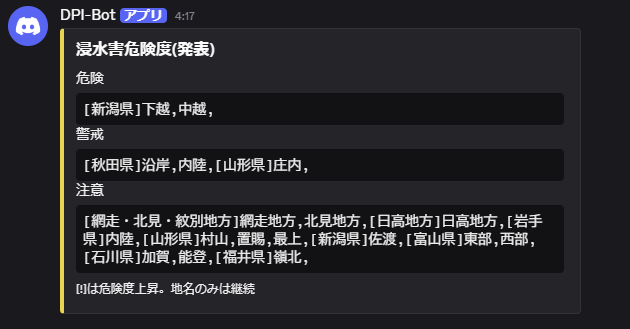 DPI-Bot アプリ 4:17
浸水害危険度(発表)
危険
[新潟県]下越,中越,
警戒
[秋田県]沿岸,内陸,[山形県]庄内,
注意
[網走・北見・紋別地方]網走地方,北見地方,[日高地方]日高地方,[岩手
県]内陸,[山形県]村山,置賜,最上,[新潟県]佐渡,[富山県]東部,西部,
[石川県]加賀,能登,[福井県]嶺北,
[!]は危険度上昇。地名のみは継続